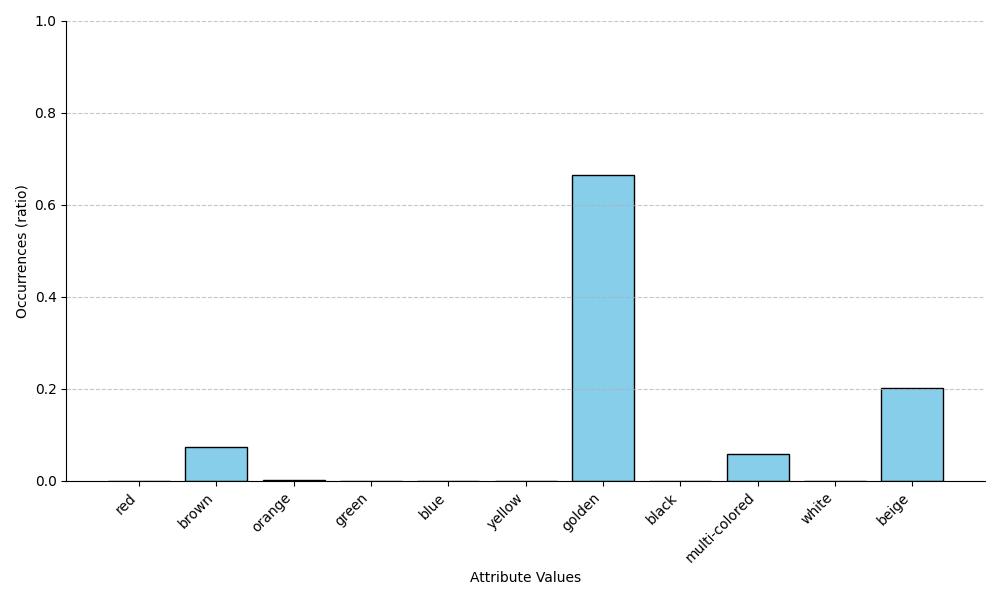 1.0
0.8
0.6
0.4
0.2
0.0
Occurrences (ratio)
red
brown
orange
green
blue
yellow
golden
black
multi-colored
white
beige
Attribute Values